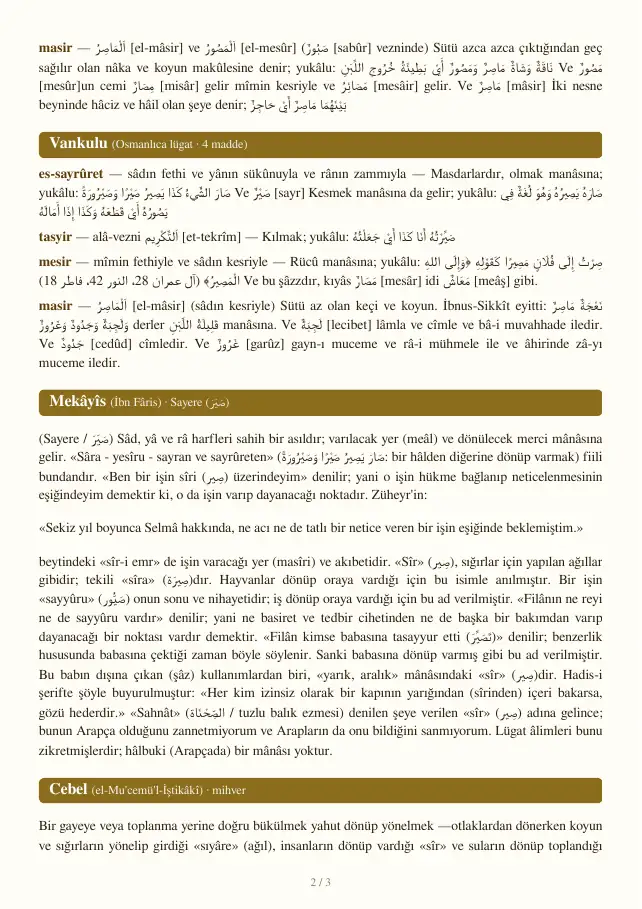 masir — اَلْمَاصِرُ [el-mâsir] ve اَلْمَصُورُ [el-mesûr] (صَبُورٌ [sabûr] vezninde) Sütü azca azca çıktığından geç
sağılır olan nâka ve koyun makûlesine denir; yukâlu: نَاقَةٌ وَشَاةٌ مَاصِرٌ وَمَصُورٌ أَيْ بَطِيئَةُ خُرُوجِ اللَّبَنِ Ve مَصُورٌ
[mesûr]un cemi مِصَارٌ [misâr] gelir mîmin kesriyle ve مَصَائِرُ [mesâir] gelir. Ve مَاصِرٌ [mâsir] İki nesne
beyninde hâciz ve hâil olan şeye denir; بَيْنَهُمَا مَاصِرٌ أَيْ حَاجِزٌ
Vankulu (Osmanlıca lügat · 4 madde)
es-sayrûret — sâdın fethi ve yânın sükûnuyla ve rânın zammıyla — Masdarlardır, olmak manâsına;
yukâlu: صَارَ الشَّيْءُ كَذَا يَصِيرُ صَيْرًا وَصَيْرُورَةً Ve صَيْرٌ [sayr] Kesmek manâsına da gelir; yukâlu: صَارَهُ يَصِيرُهُ وَهُوَ لُغَةٌ فِي
يَصُورُهُ أَيْ قَطَعَهُ وَكَذَا إِذَا أَمَالَهُ
tasyir — alâ-vezni اَلتَّكْرِيم [et-tekrîm] — Kılmak; yukâlu: صَيَّرْتُهُ أَنَا كَذَا أَيْ جَعَلْتُهُ
mesir — mîmin fethiyle ve sâdın kesriyle — Rücû manâsına; yukâlu: صِرْتُ إِلَى فُلَانٍ مَصِيرًا كَقَوْلِهِ ﴿وَإِلَى اللهِ
الْمَصِيرُ﴾ (آل عمران 28، النور 42، فاطر 18) Ve bu şâzzdır, kıyâs مَصَارٌ [mesâr] idi مَعَاشٌ [meâş] gibi.
masir — اَلْمَاصِرُ [el-mâsir] (sâdın kesriyle) Sütü az olan keçi ve koyun. İbnus-Sikkît eyitti: نَعْجَةٌ مَاصِرٌ
وَلَجِبَةٌ وَجَدُودٌ وَغَرُوزٌ derler قَلِيلَةُ اللَّبَنِ manâsına. Ve لَجِبَةٌ [lecibet] lâmla ve cîmle ve bâ-i muvahhade iledir.
Ve جَدُودٌ [cedûd] cîmledir. Ve غَرُوزٌ [garûz] gayn-ı muceme ve râ-i mühmele ile ve âhirinde zâ-yı
muceme iledir.
Mekâyîs (İbn Fâris) · Sayere (صَيَرَ)
(Sayere / صَيَرَ) Sâd, yâ ve râ harfleri sahih bir asıldır; varılacak yer (meâl) ve dönülecek merci mânâsına
gelir. «Sâra - yesîru - sayran ve sayrûreten» (صَارَ يَصِيرُ صَيْرًا وَصَيْرُورَةً: bir hâlden diğerine dönüp varmak) fiili
bundandır. «Ben bir işin sîri (صِير) üzerindeyim» denilir; yani o işin hükme bağlanıp neticelenmesinin
eşiğindeyim demektir ki, o da işin varıp dayanacağı noktadır. Züheyr'in:
«Sekiz yıl boyunca Selmâ hakkında, ne acı ne de tatlı bir netice veren bir işin eşiğinde beklemiştim.»
beytindeki «sîr-i emr» de işin varacağı yer (masîri) ve akıbetidir. «Sîr» (صِير), sığırlar için yapılan ağıllar
gibidir; tekili «sîra» (صِيرَة)dır. Hayvanlar dönüp oraya vardığı için bu isimle anılmıştır. Bir işin
«sayyûru» (صَيُّور) onun sonu ve nihayetidir; iş dönüp oraya vardığı için bu ad verilmiştir. «Filânın ne reyi
ne de sayyûru vardır» denilir; yani ne basiret ve tedbir cihetinden ne de başka bir bakımdan varıp
dayanacağı bir noktası vardır demektir. «Filân kimse babasına tasayyur etti (تَصَيَّرَ)» denilir; benzerlik
hususunda babasına çektiği zaman böyle söylenir. Sanki babasına dönüp varmış gibi bu ad verilmiştir.
Bu babın dışına çıkan (şâz) kullanımlardan biri, «yarık, aralık» mânâsındaki «sîr» (صِير)dir. Hadis-i
şerifte şöyle buyurulmuştur: «Her kim izinsiz olarak bir kapının yarığından (sîrinden) içeri bakarsa,
gözü hederdir.» «Sahnât» (الصَّحْنَاة / tuzlu balık ezmesi) denilen şeye verilen «sîr» (صِير) adına gelince;
bunun Arapça olduğunu zannetmiyorum ve Arapların da onu bildiğini sanmıyorum. Lügat âlimleri bunu
zikretmişlerdir; hâlbuki (Arapçada) bir mânâsı yoktur.
Cebel (el-Mu'cemü'l-İştikâkî) · mihver
Bir gayeye veya toplanma yerine doğru bükülmek yahut dönüp yönelmek —otlaklardan dönerken koyun
ve sığırların yönelip girdiği «sıyâre» (ağıl), insanların dönüp vardığı «sîr» ve suların dönüp toplandığı
2 / 3